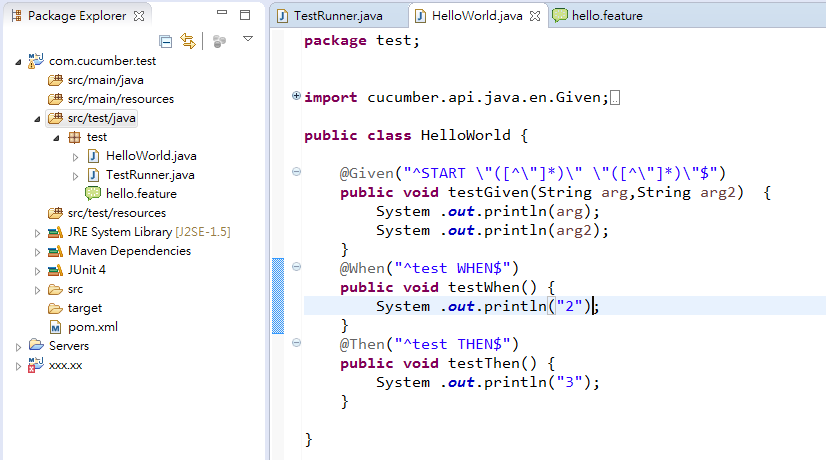 Package Explorer
com.cucumber.test
src/main/java
src/main/resources
src/test/java
test
HelloWorld.java
TestRunner.java
hello.feature
src/test/resources
JRE System Library [J2SE-1.5]
Maven Dependencies
JUnit 4
src
target
pom.xml
Servers
xxx.xx
TestRunner.java HelloWorld.java hello.feature
package test;
import cucumber.api.java.en.Given;
public class HelloWorld {
@Given("^START \"([^\"]*)\" \"([^\"]*)\"$")
public void testGiven(String arg,String arg2)  {
System .out.println(arg);
System .out.println(arg2);
}
@When("^test WHEN$")
public void testWhen() {
System .out.println("2");
}
@Then("^test THEN$")
public void testThen() {
System .out.println("3");
}
}